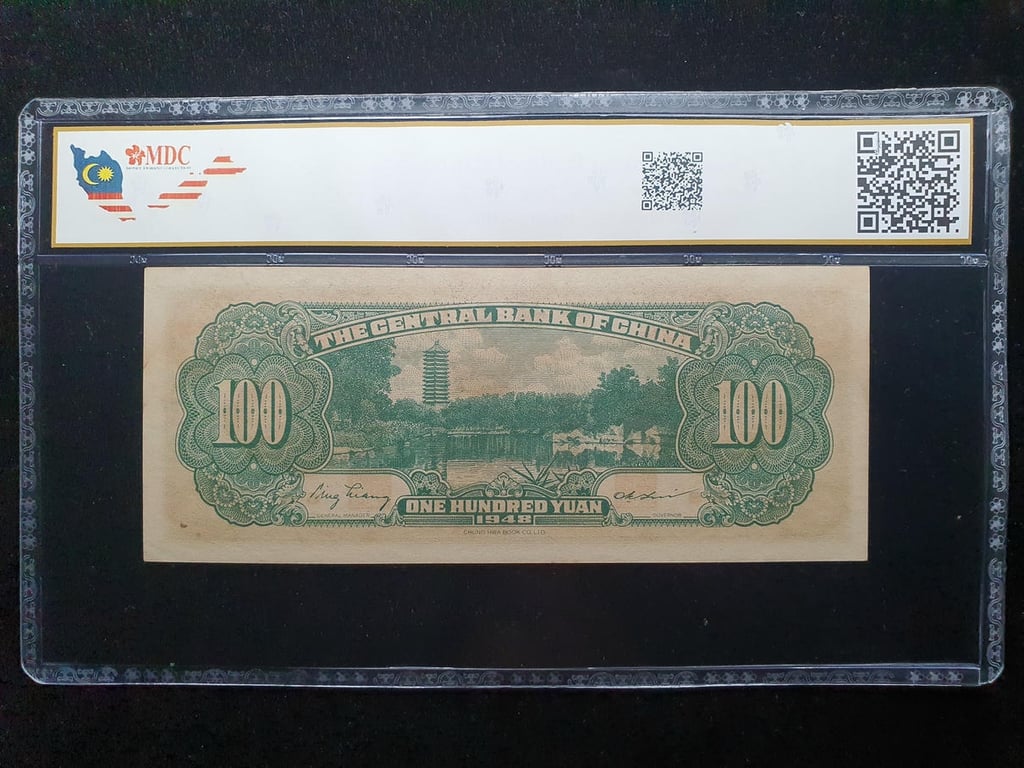 MDC
THE CENTRAL BANK OF CHINA
100
100
GENERAL MANAGER
GOVERNOR
ONE HUNDRED YUAN
1948
CHUNG HWA BOOK CO. LTD.